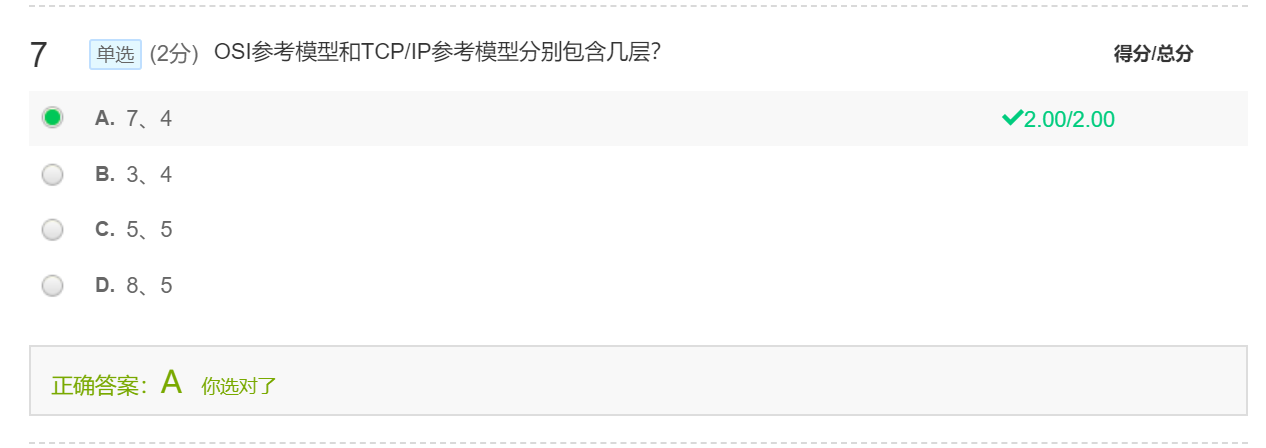 7 单选 (2分) OSI参考模型和TCP/IP参考模型分别包含几层? 得分/总分
A. 7、4 2.00/2.00
B. 3、4
C. 5、5
D. 8、5
正确答案：A 你选对了